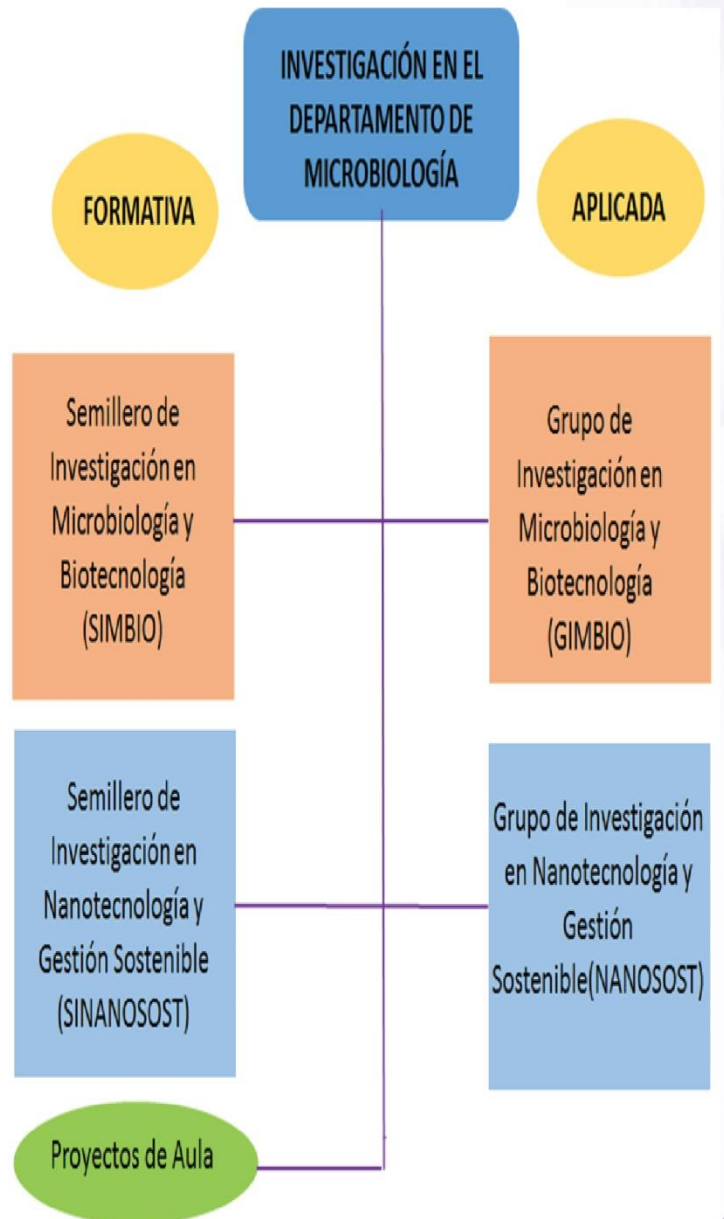 INVESTIGACIÓN EN EL
DEPARTAMENTO DE
MICROBIOLOGÍA
FORMATIVA
APLICADA
Semillero de
Investigación en
Microbiología y
Biotecnología
(SIMBIO)
Grupo de
Investigación en
Microbiología y
Biotecnología
(GIMBIO)
Semillero de
Investigación en
Nanotecnología y
Gestión Sostenible
(SINANOSOST)
Grupo de Investigación
en Nanotecnología y
Gestión
Sostenible(NANOSOST)
Proyectos de Aula